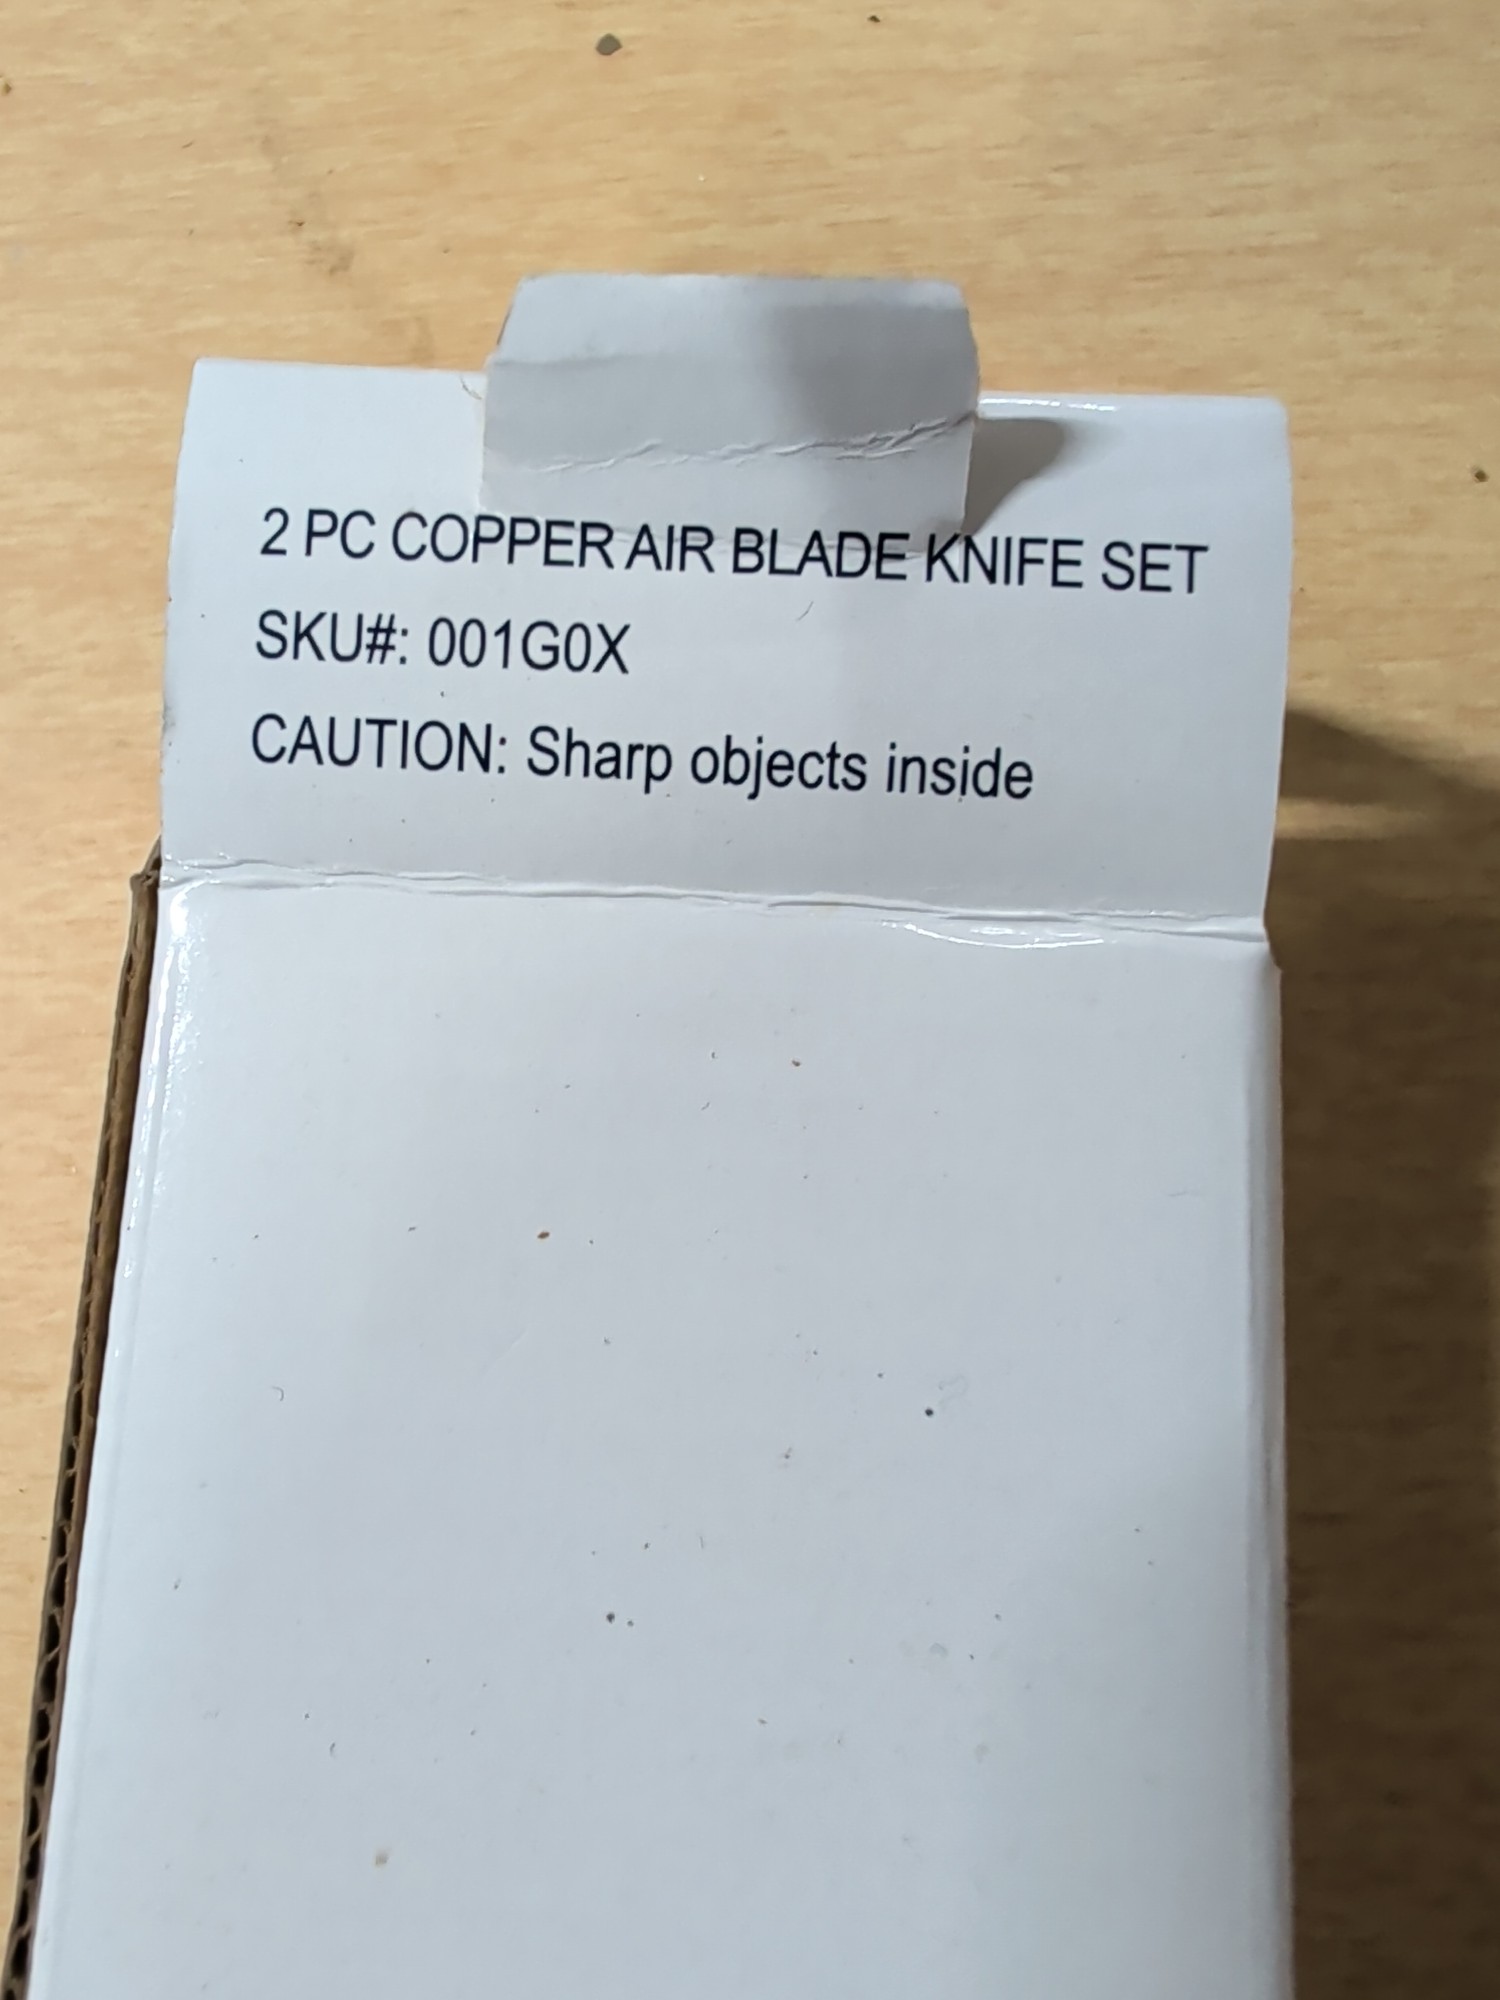 2 PC COPPER AIR BLADE KNIFE SET
SKU#: 001G0X
CAUTION: Sharp objects inside